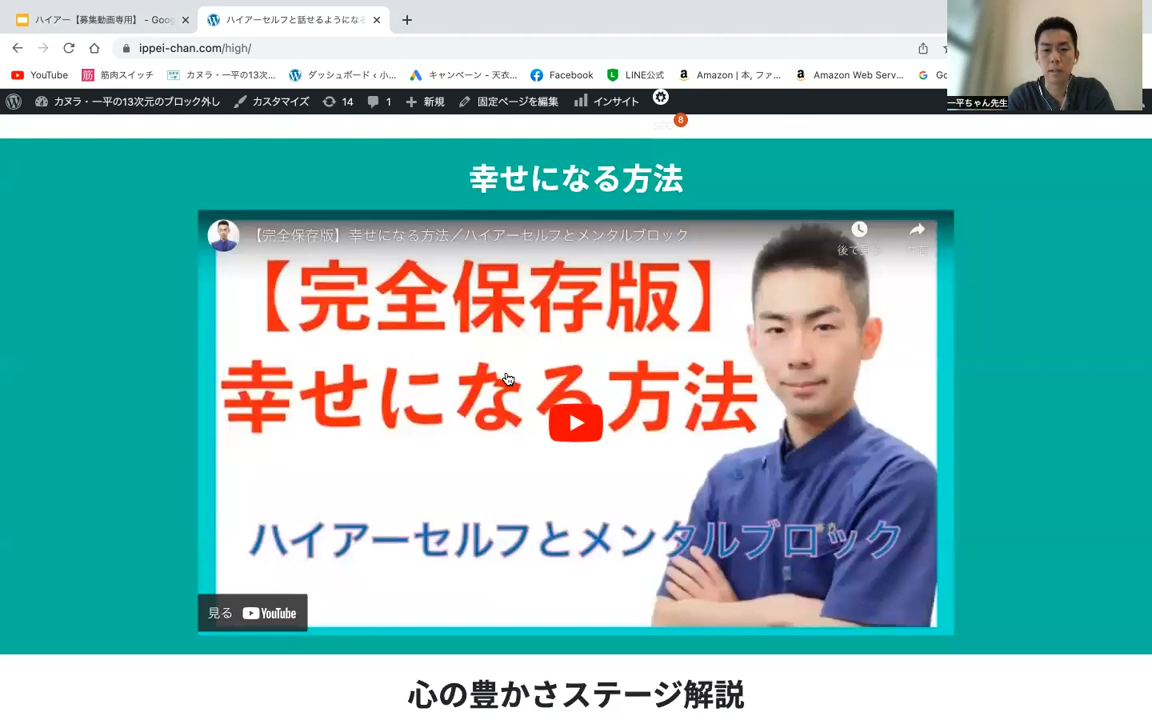 ハイアー【募集動画専用】 - Goo
ハイアーセルフと話せるようにな
ippei-chan.com/high/
YouTube
筋肉スイッチ
カヌラ・一平の13次...
ダッシュボード ‹ 小...
キャンペーン - 天衣...
Facebook
LINE公式
Amazon | 本, ファ...
Amazon Web Serv...
Go
カヌラ・一平の13次元のブロック外し
カスタマイズ
14
1
新規
固定ページを編集
インサイト
SEO
8
一平ちゃん先生
幸せになる方法
【完全保存版】幸せになる方法／ハイアーセルフとメンタルブロック
後で見る
共有
【完全保存版】
幸せになる方法
ハイアーセルフとメンタルブロック
見る YouTube
心の豊かさステージ解説